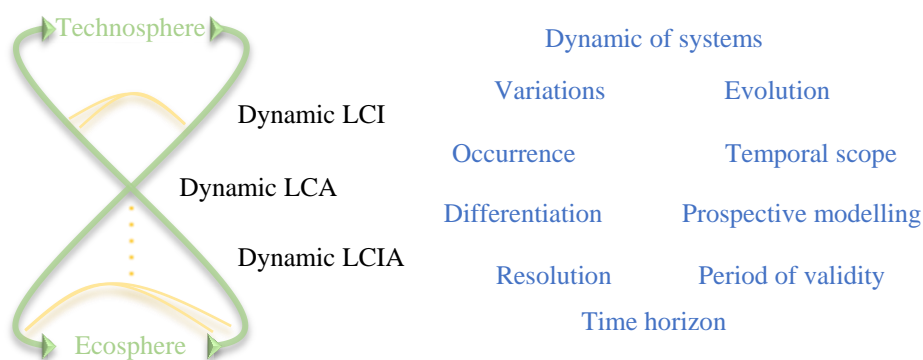 Technosphere
Dynamic LCI
Dynamic LCA
Dynamic LCIA
Ecosphere
Dynamic of systems
Variations
Evolution
Occurrence
Temporal scope
Differentiation
Prospective modelling
Resolution
Period of validity
Time horizon